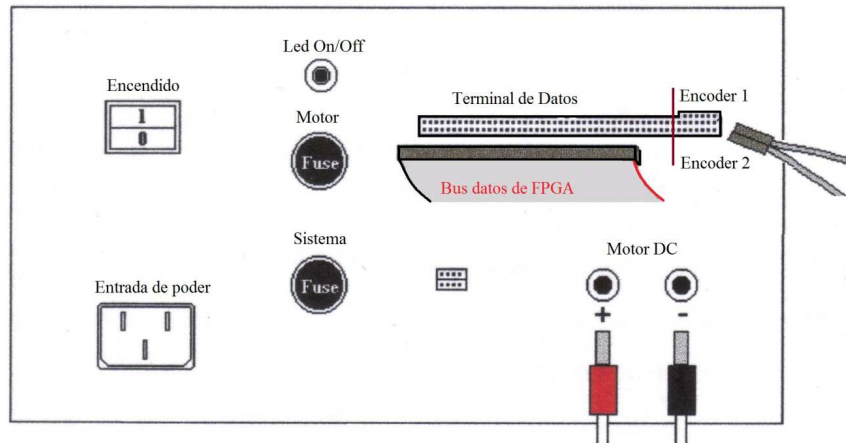 Led On/Off
Encendido
1
0
Motor
Fuse
Terminal de Datos
Encoder 1
Encoder 2
Bus datos de FPGA
Sistema
Fuse
Motor DC
Entrada de poder
+
-